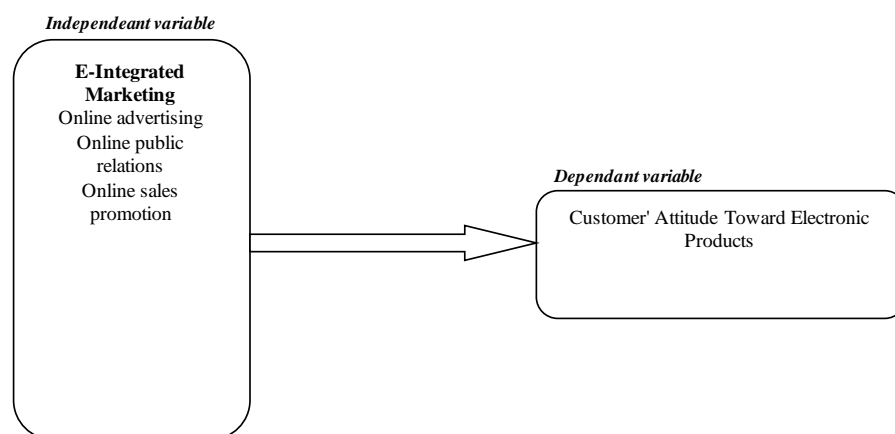 Independeant variable
E-Integrated
Marketing
Online advertising
Online public
relations
Online sales
promotion
Dependant variable
Customer' Attitude Toward Electronic
Products